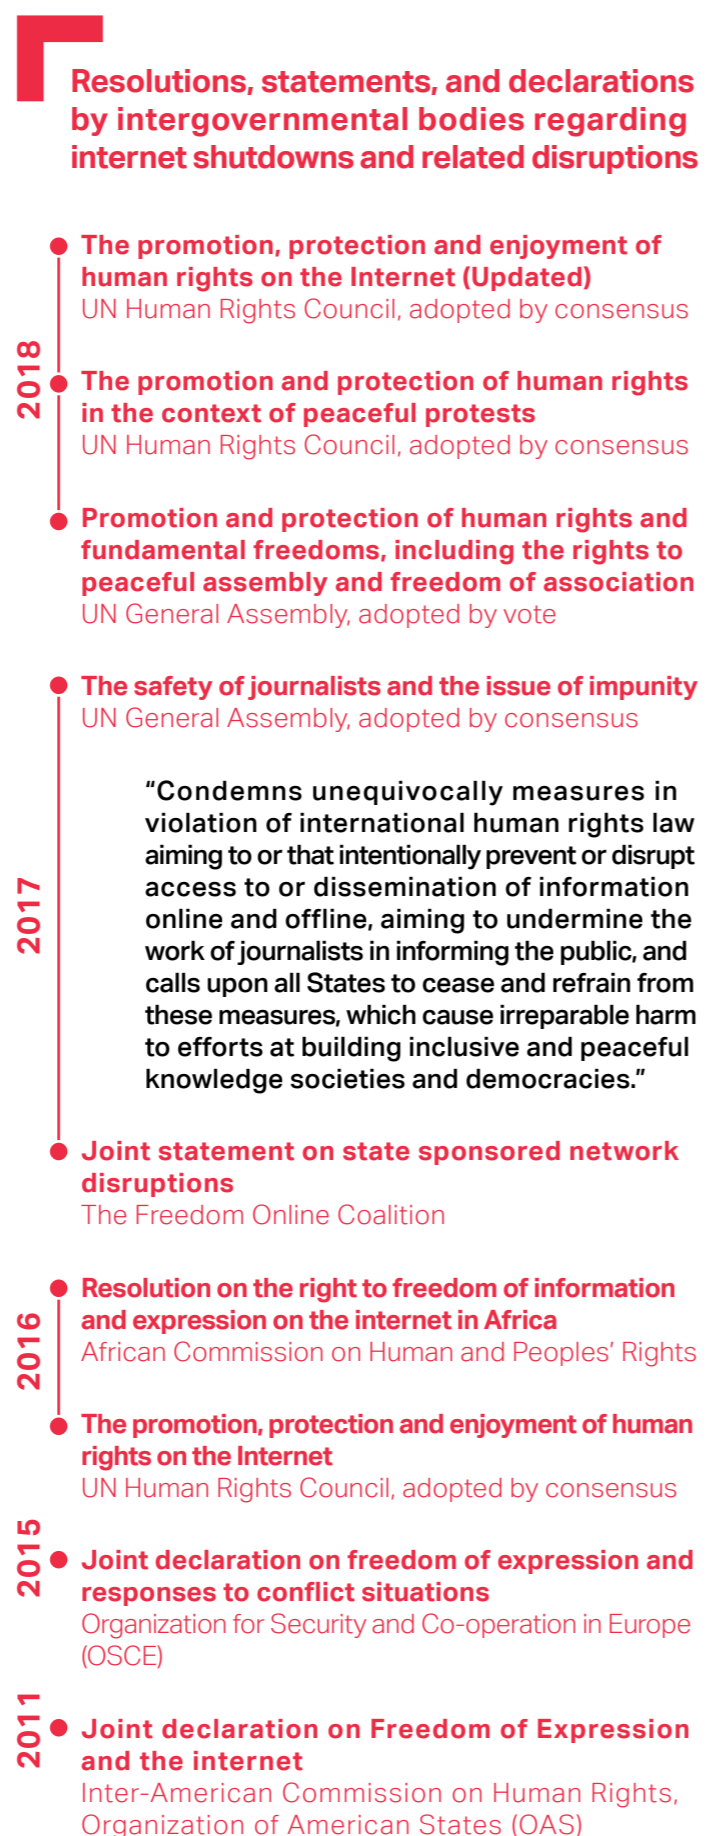 Resolutions, statements, and declarations
by intergovernmental bodies regarding
internet shutdowns and related disruptions
2018
The promotion, protection and enjoyment of
human rights on the Internet (Updated)
UN Human Rights Council, adopted by consensus
The promotion and protection of human rights
in the context of peaceful protests
UN Human Rights Council, adopted by consensus
Promotion and protection of human rights and
fundamental freedoms, including the rights to
peaceful assembly and freedom of association
UN General Assembly, adopted by vote
2017
The safety of journalists and the issue of impunity
UN General Assembly, adopted by consensus
“Condemns unequivocally measures in
violation of international human rights law
aiming to or that intentionally prevent or disrupt
access to or dissemination of information
online and offline, aiming to undermine the
work of journalists in informing the public, and
calls upon all States to cease and refrain from
these measures, which cause irreparable harm
to efforts at building inclusive and peaceful
knowledge societies and democracies.”
Joint statement on state sponsored network
disruptions
The Freedom Online Coalition
2016
Resolution on the right to freedom of information
and expression on the internet in Africa
African Commission on Human and Peoples’ Rights
The promotion, protection and enjoyment of human
rights on the Internet
UN Human Rights Council, adopted by consensus
2015
Joint declaration on freedom of expression and
responses to conflict situations
Organization for Security and Co-operation in Europe
(OSCE)
2011
Joint declaration on Freedom of Expression
and the internet
Inter-American Commission on Human Rights,
Organization of American States (OAS)